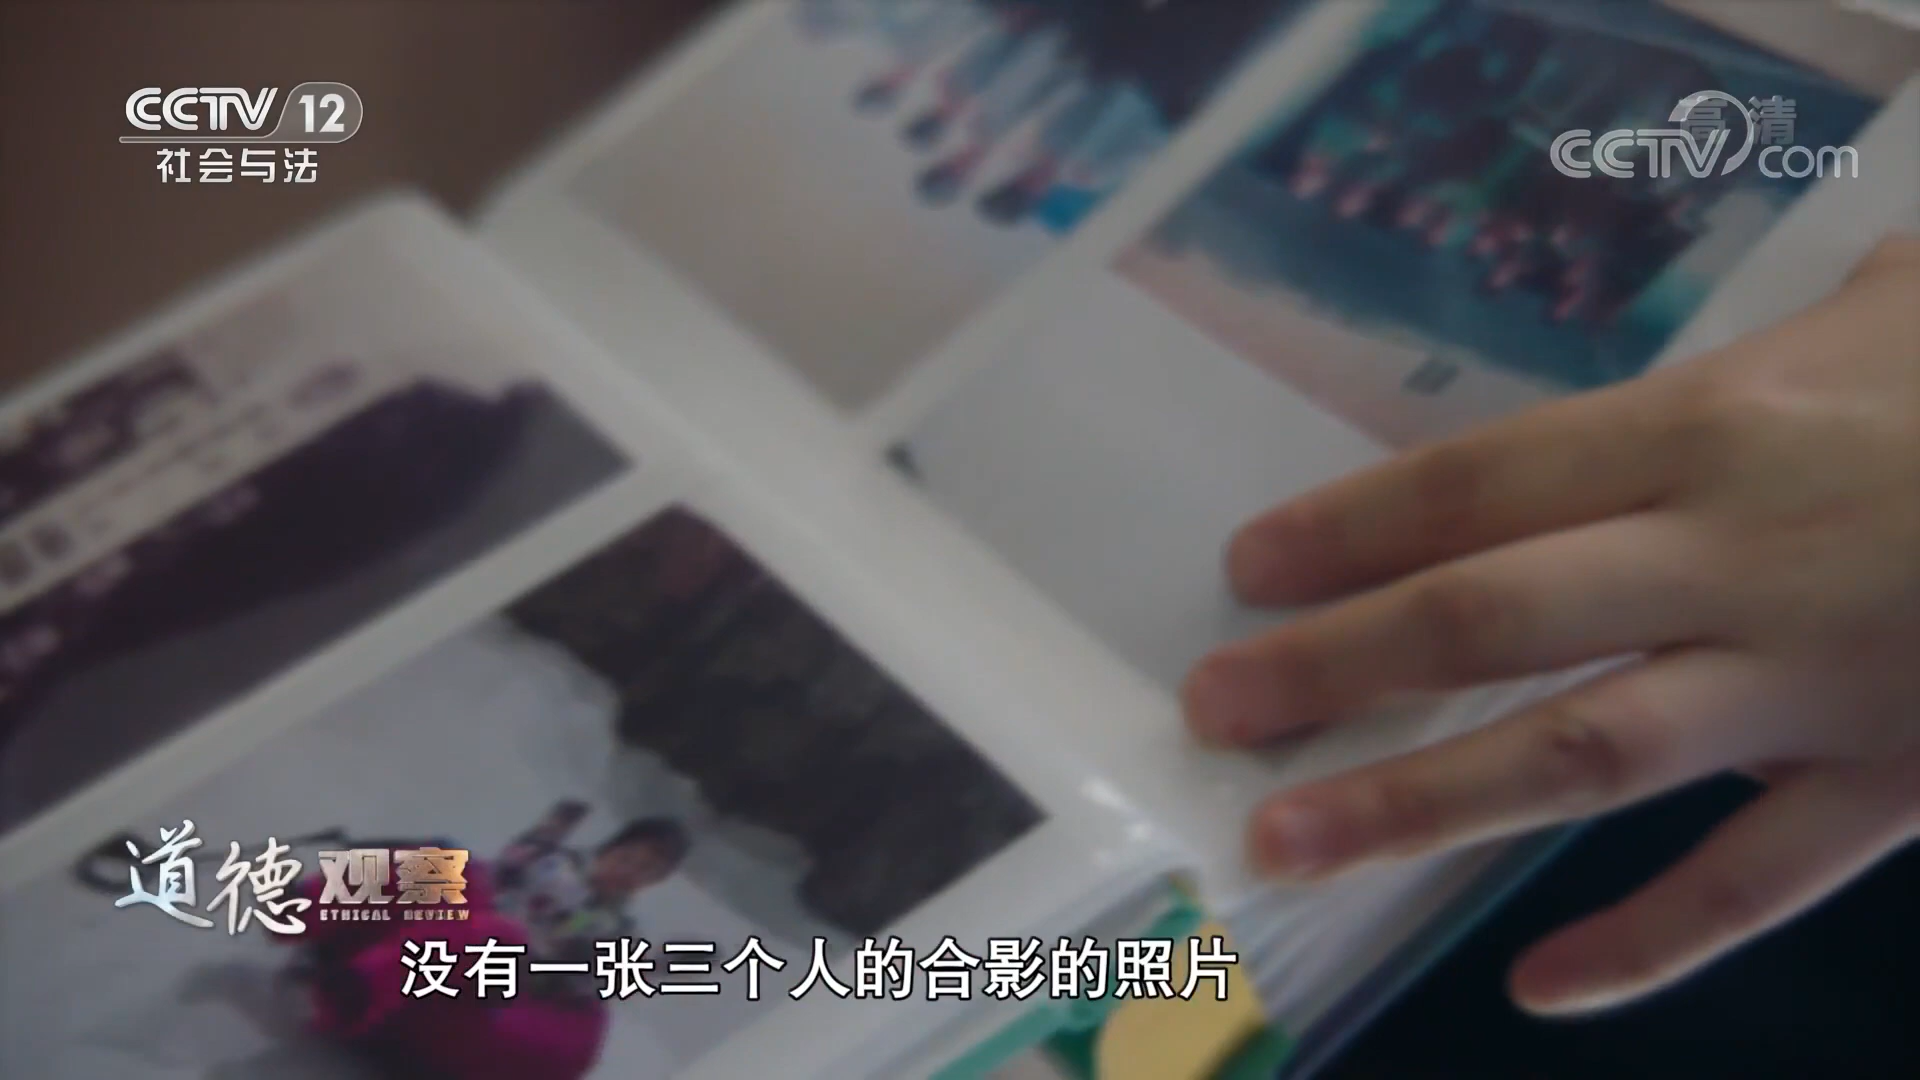 CCTV 12
社会与法
高清
CCTV com
道德观察
ETHICAL REVIEW
没有一张三个人的合影的照片